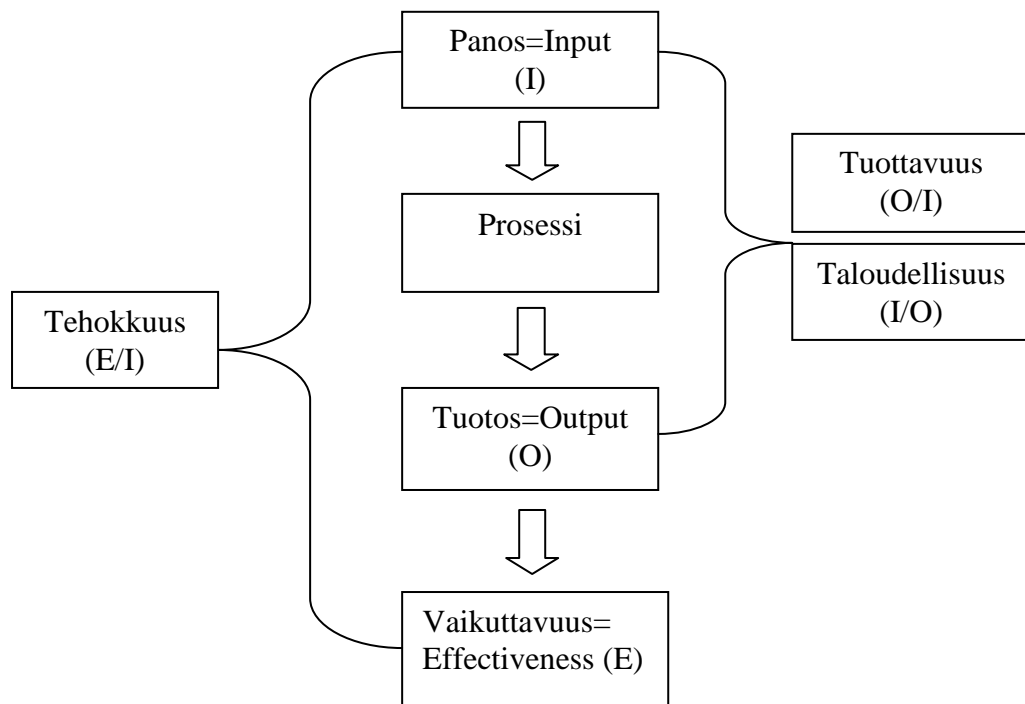 Panos=Input
(I)
Tuottavuus
(O/I)
Prosessi
Taloudellisuus
(I/O)
Tehokkuus
(E/I)
Tuotos=Output
(O)
Vaikuttavuus=
Effectiveness (E)